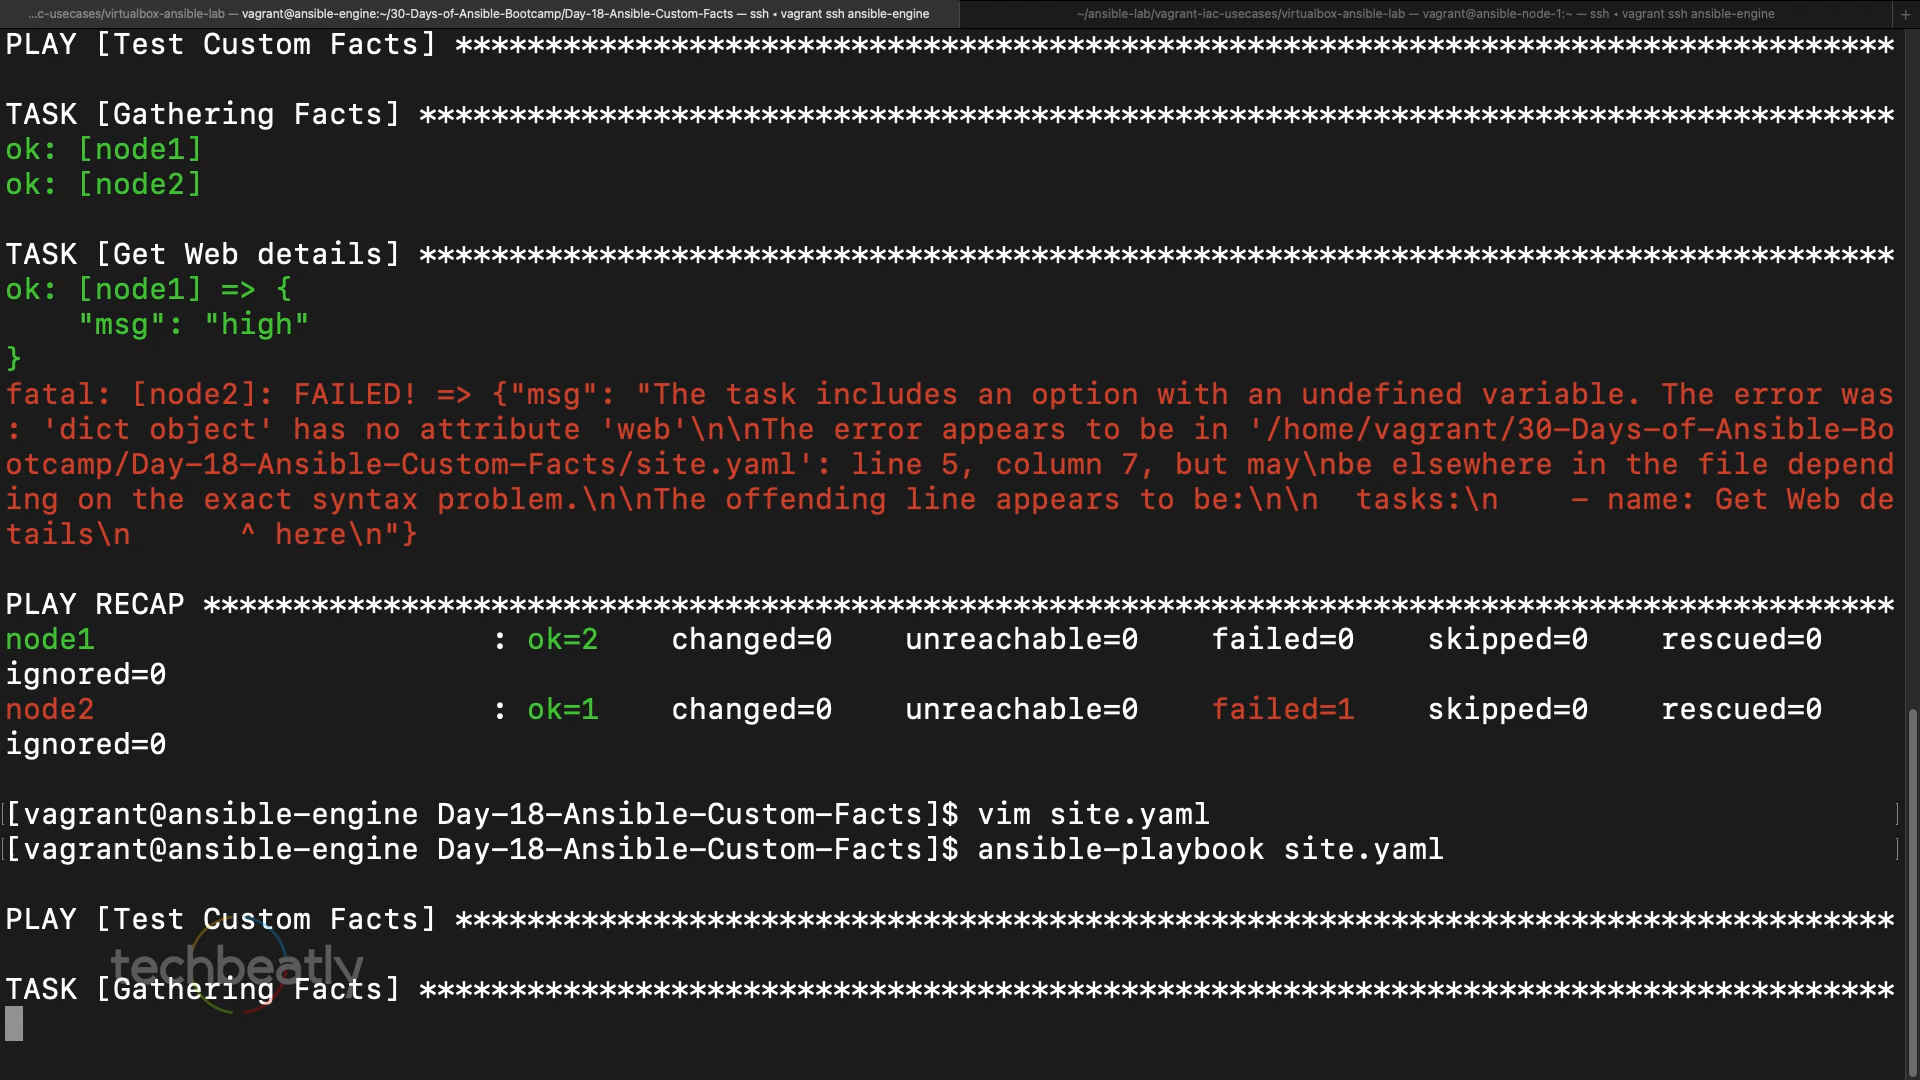 ...c-usecases/virtualbox-ansible-lab — vagrant@ansible-engine:~/30-Days-of-Ansible-Bootcamp/Day-18-Ansible-Custom-Facts — ssh ◂ vagrant ssh ansible-engine
~/ansible-lab/vagrant-iac-usecases/virtualbox-ansible-lab — vagrant@ansible-node-1:~ — ssh ◂ vagrant ssh ansible-engine +
PLAY [Test Custom Facts] ********************************************************************************
TASK [Gathering Facts] **********************************************************************************
ok: [node1]
ok: [node2]
TASK [Get Web details] **********************************************************************************
ok: [node1] => {
    "msg": "high"
}
fatal: [node2]: FAILED! => {"msg": "The task includes an option with an undefined variable. The error was
: 'dict object' has no attribute 'web'\n\nThe error appears to be in '/home/vagrant/30-Days-of-Ansible-Bo
otcamp/Day-18-Ansible-Custom-Facts/site.yaml': line 5, column 7, but may\nbe elsewhere in the file depend
ing on the exact syntax problem.\n\nThe offending line appears to be:\n\n  tasks:\n    - name: Get Web de
tails\n      ^ here\n"}
PLAY RECAP **********************************************************************************************
node1                      : ok=2    changed=0    unreachable=0    failed=0    skipped=0    rescued=0
ignored=0
node2                      : ok=1    changed=0    unreachable=0    failed=1    skipped=0    rescued=0
ignored=0
[vagrant@ansible-engine Day-18-Ansible-Custom-Facts]$ vim site.yaml
[vagrant@ansible-engine Day-18-Ansible-Custom-Facts]$ ansible-playbook site.yaml
PLAY [Test Custom Facts] ********************************************************************************
techbeatly
TASK [Gathering Facts] **********************************************************************************